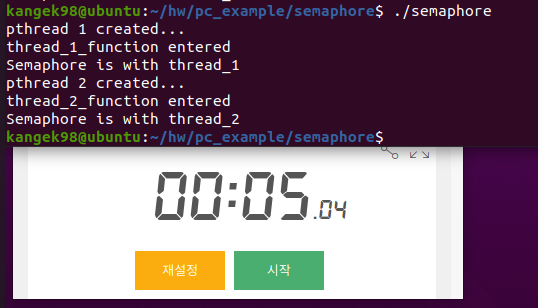 kangek98@ubuntu:~/hw/pc_example/semaphore$ ./semaphore
pthread 1 created...
thread_1_function entered
Semaphore is with thread_1
pthread 2 created...
thread_2_function entered
Semaphore is with thread_2
kangek98@ubuntu:~/hw/pc_example/semaphore$
00:05.04
재설정 시작